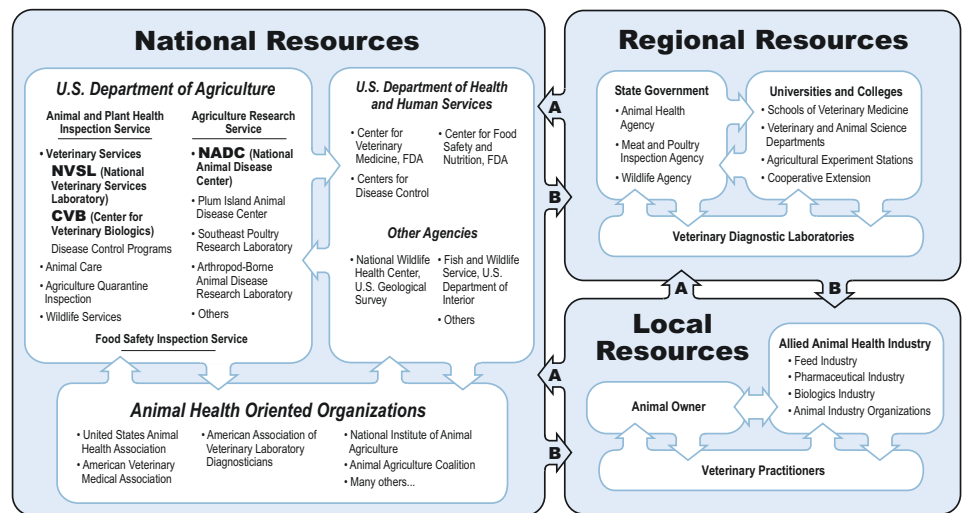 National Resources
U.S. Department of Agriculture
Animal and Plant Health
Inspection Service
• Veterinary Services
NVSL (National
Veterinary Services
Laboratory)
CVB (Center for
Veterinary Biologics)
Disease Control Programs
• Animal Care
• Agriculture Quarantine
Inspection
• Wildlife Services
Agriculture Research
Service
• NADC (National
Animal Disease
Center)
• Plum Island Animal
Disease Center
• Southeast Poultry
Research Laboratory
• Arthropod-Borne
Animal Disease
Research Laboratory
• Others
Food Safety Inspection Service
U.S. Department of Health
and Human Services
• Center for
Veterinary
Medicine, FDA
• Centers for
Disease Control
• Center for Food
Safety and
Nutrition, FDA
Other Agencies
• National Wildlife
Health Center,
U.S. Geological
Survey
• Fish and Wildlife
Service, U.S.
Department of
Interior
• Others
Animal Health Oriented Organizations
• United States Animal
Health Association
• American Veterinary
Medical Association
• American Association of
Veterinary Laboratory
Diagnosticians
• National Institute of Animal
Agriculture
• Animal Agriculture Coalition
• Many others...
A
B
A
B
Regional Resources
State Government
• Animal Health
Agency
• Meat and Poultry
Inspection Agency
• Wildlife Agency
Universities and Colleges
• Schools of Veterinary Medicine
• Veterinary and Animal Science
Departments
• Agricultural Experiment Stations
• Cooperative Extension
Veterinary Diagnostic Laboratories
A
B
Local
Resources
Allied Animal Health Industry
• Feed Industry
• Pharmaceutical Industry
• Biologics Industry
• Animal Industry Organizations
Animal Owner
Veterinary Practitioners